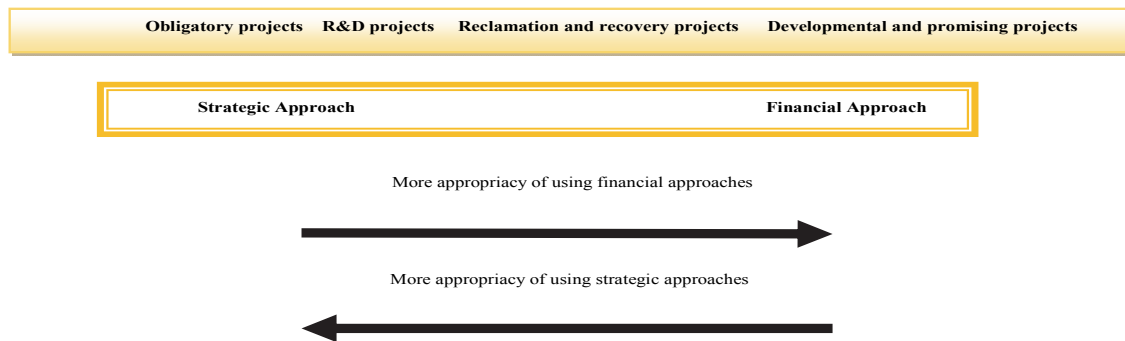 Obligatory projects R&D projects Reclamation and recovery projects Developmental and promising projects
Strategic Approach Financial Approach
More appropriacy of using financial approaches
More appropriacy of using strategic approaches